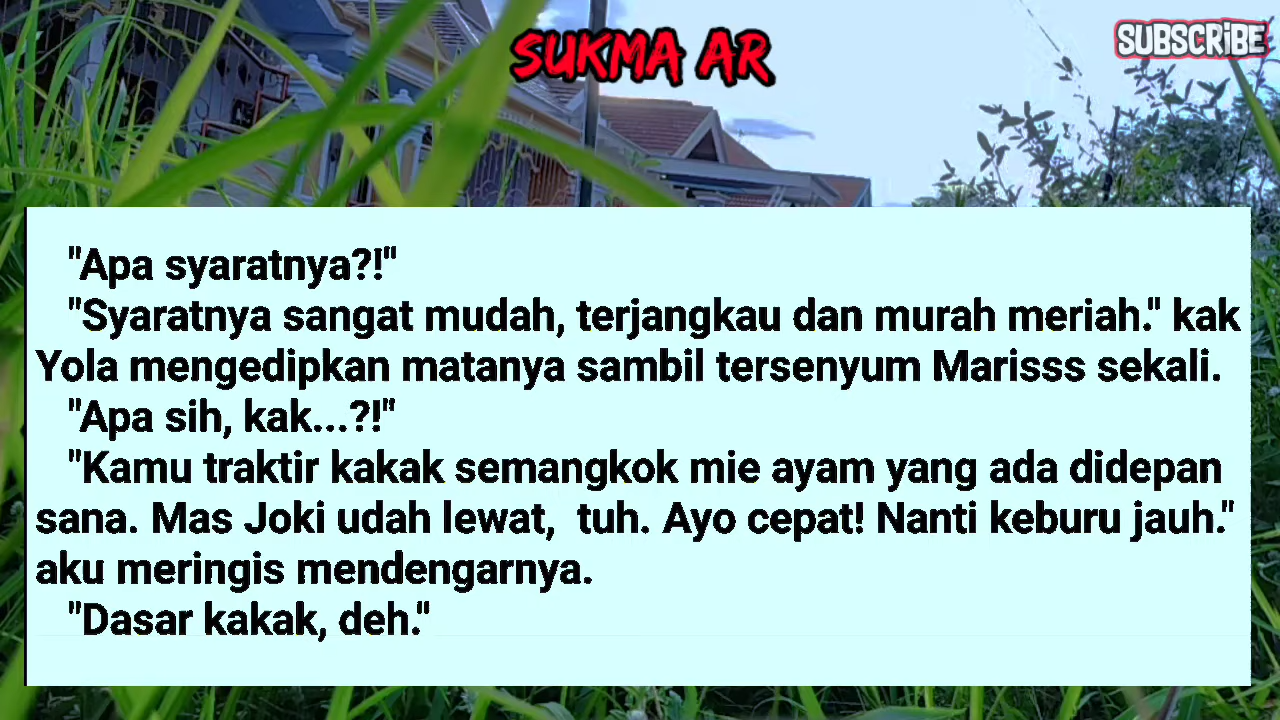 SUKMA AR
SUBSCRiBE
"Apa syaratnya?!"
"Syaratnya sangat mudah, terjangkau dan murah meriah." kak
Yola mengedipkan matanya sambil tersenyum Marisss sekali.
"Apa sih, kak...?!"
"Kamu traktir kakak semangkok mie ayam yang ada didepan
sana. Mas Joki udah lewat,  tuh. Ayo cepat! Nanti keburu jauh."
aku meringis mendengarnya.
"Dasar kakak, deh."